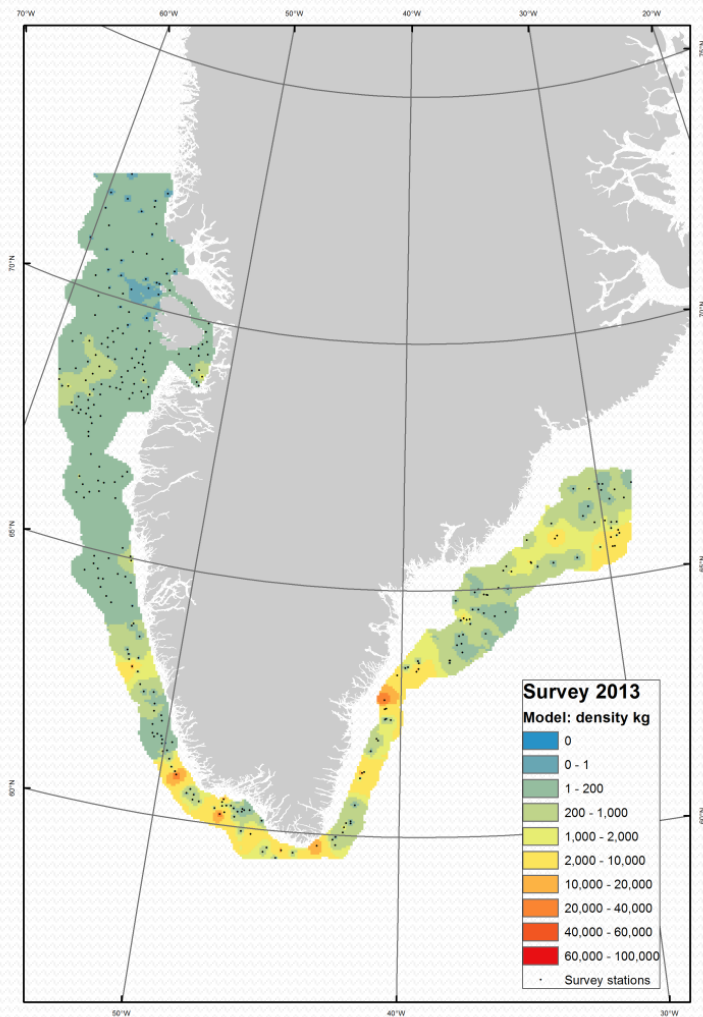 70°W 60°W 50°W 40°W 30°W 20°W
70°N
70°N
65°N
65°N
60°N
Survey 2013
Model: density kg
0
0 - 1
1 - 200
200 - 1,000
1,000 - 2,000
2,000 - 10,000
10,000 - 20,000
20,000 - 40,000
40,000 - 60,000
60,000 - 100,000
Survey stations
50°W 40°W 30°W